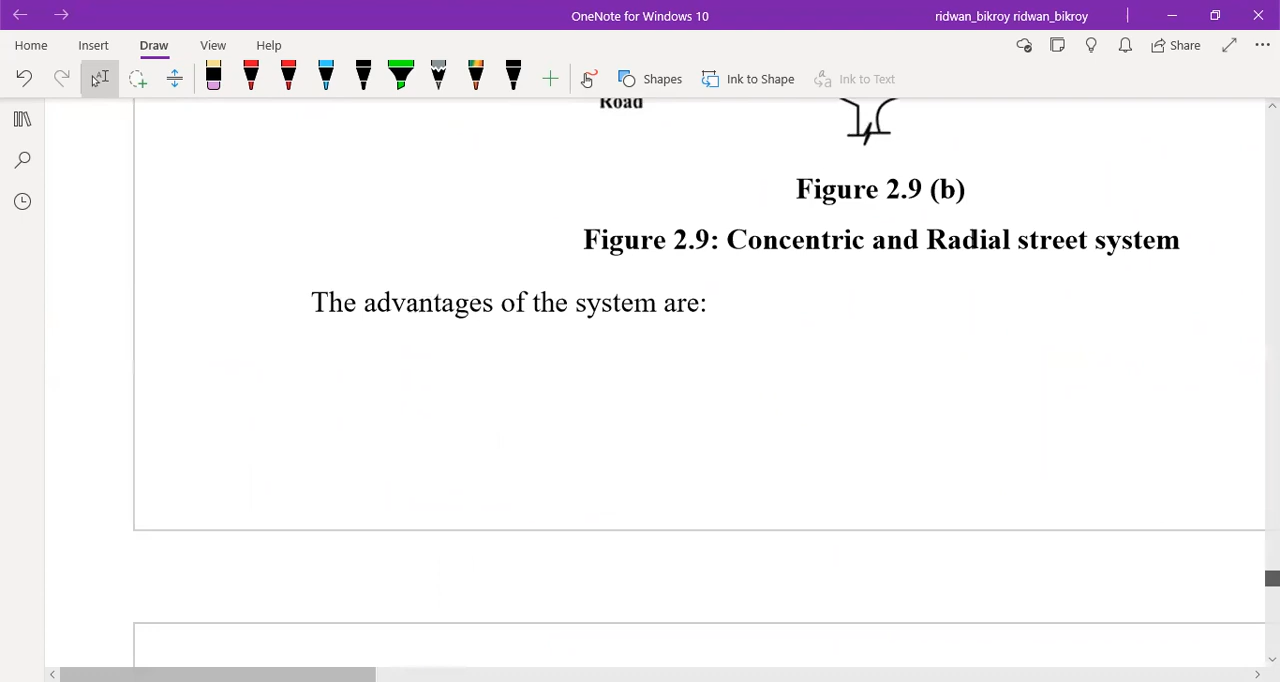 OneNote for Windows 10
ridwan_bikroy ridwan_bikroy
Home Insert Draw View Help
Share
Shapes Ink to Shape Ink to Text
Road
Figure 2.9 (b)
Figure 2.9: Concentric and Radial street system
The advantages of the system are: